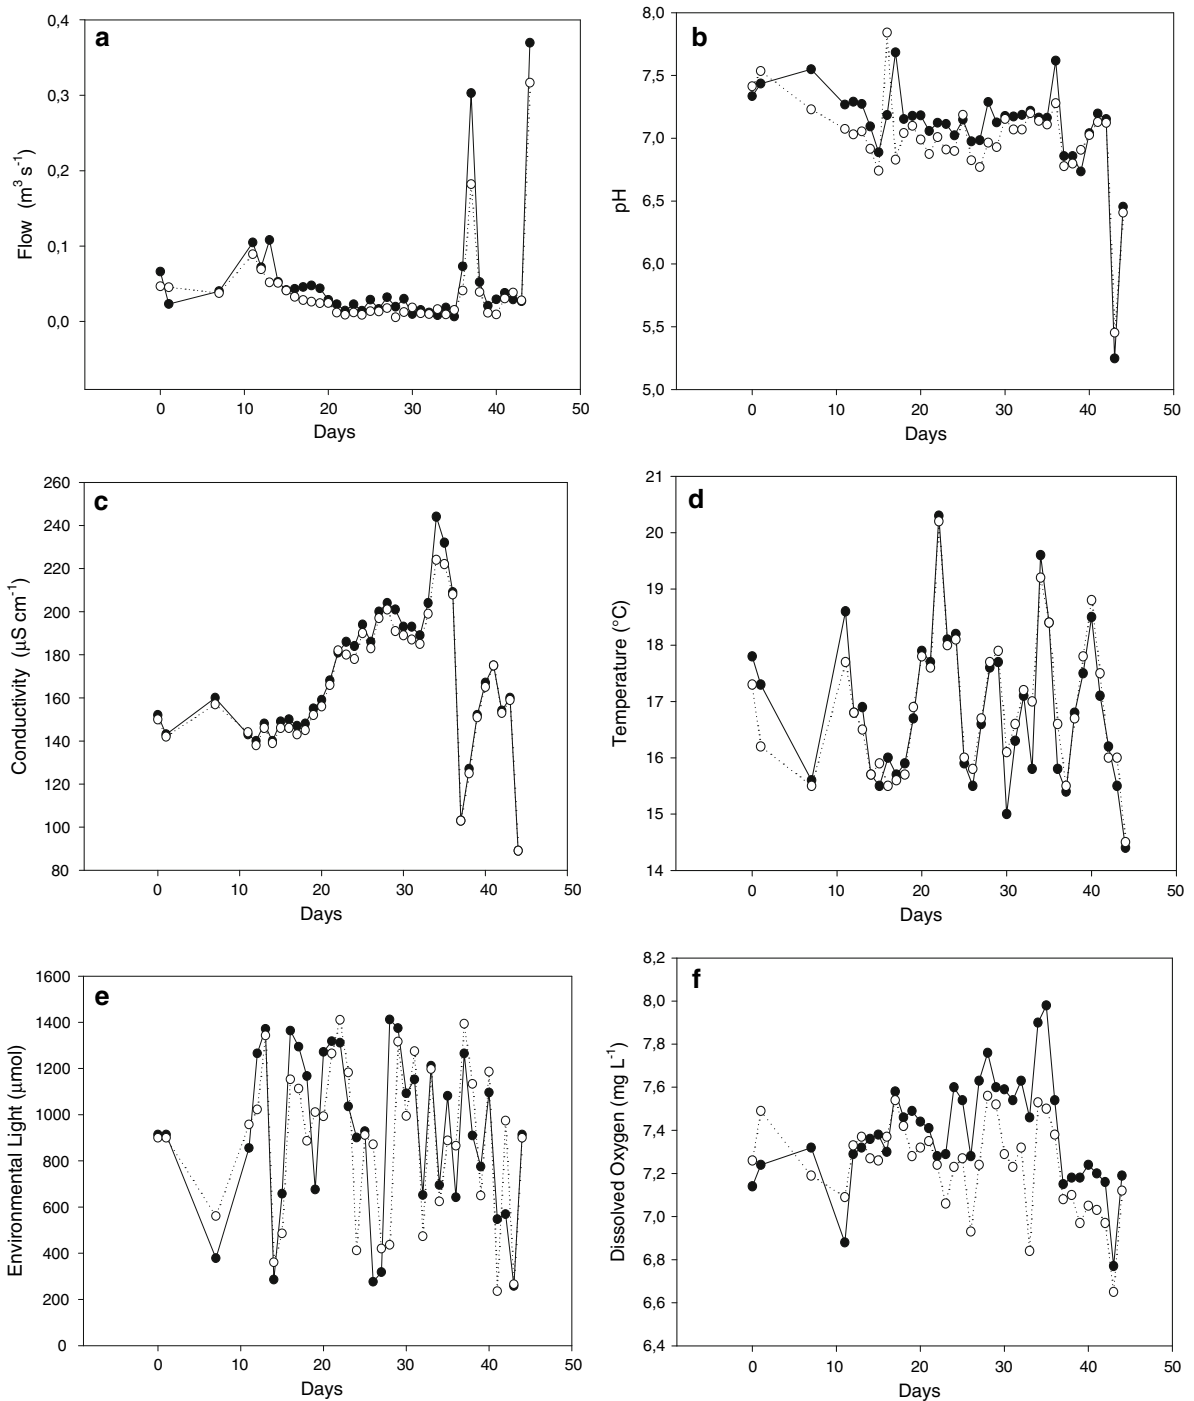 a
0,4
0,3
0,2
0,1
0,0
Flow (m³ s⁻¹)
0 10 20 30 40 50
Days
b
8,0
7,5
7,0
6,5
6,0
5,5
5,0
pH
0 10 20 30 40 50
Days
c
260
240
220
200
180
160
140
120
100
80
Conductivity (µS cm⁻¹)
0 10 20 30 40 50
Days
d
21
20
19
18
17
16
15
14
Temperature (°C)
0 10 20 30 40 50
Days
e
1600
1400
1200
1000
800
600
400
200
0
Environmental Light (µmol)
0 10 20 30 40 50
Days
f
8,2
8,0
7,8
7,6
7,4
7,2
7,0
6,8
6,6
6,4
Dissolved Oxygen (mg L⁻¹)
0 10 20 30 40 50
Days